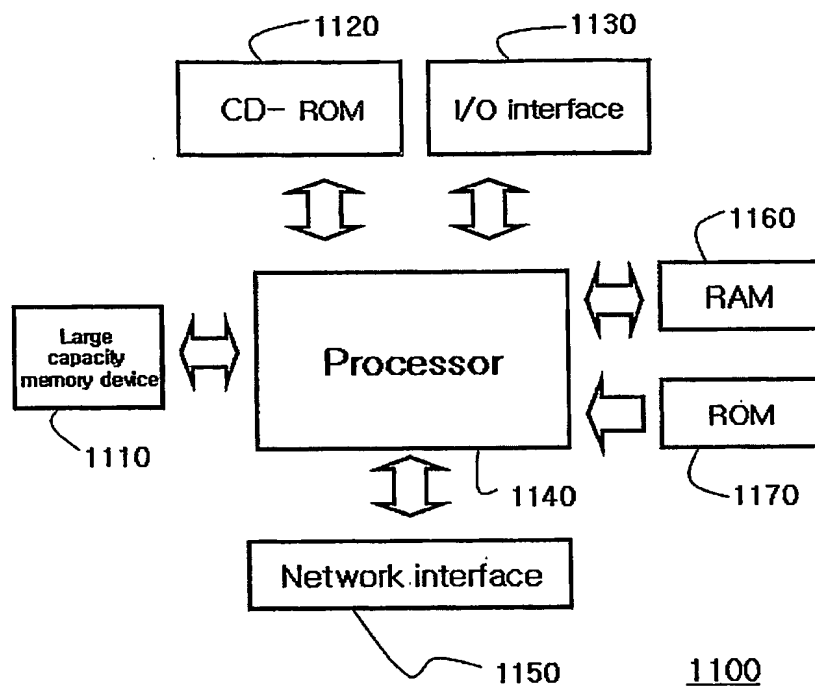 1120
1130
CD- ROM
I/O interface
1160
RAM
Large
capacity
memory device
Processor
ROM
1110
1140
1170
Network interface
1150
1100